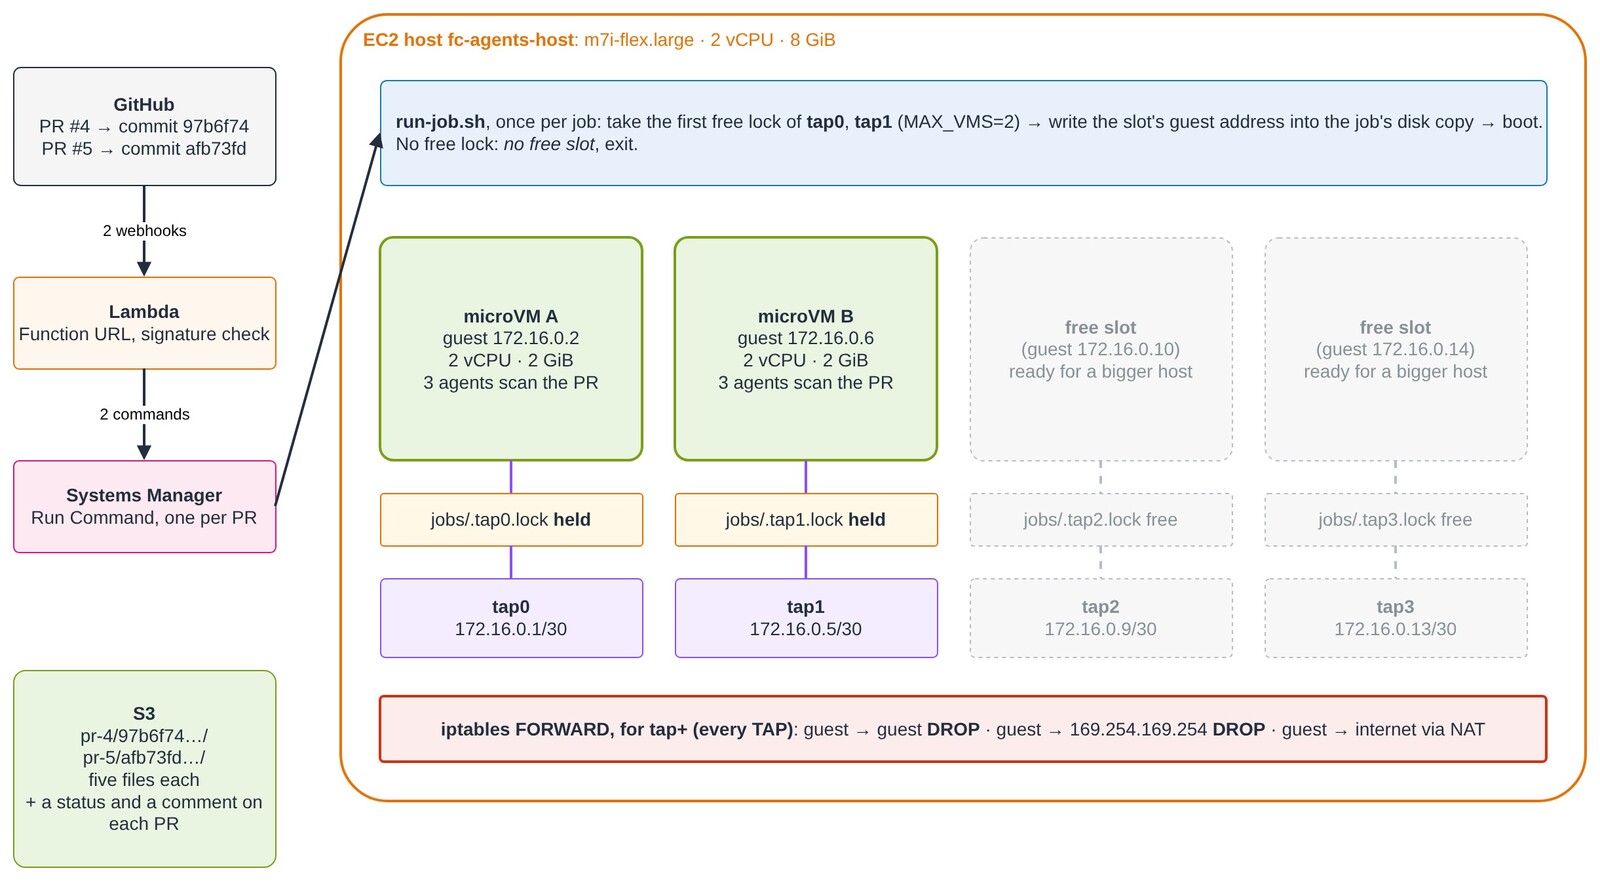 EC2 host fc-agents-host: m7i-flex.large · 2 vCPU · 8 GiB
GitHub
PR #4 → commit 97b6f74
PR #5 → commit afb73fd
2 webhooks
Lambda
Function URL, signature check
2 commands
Systems Manager
Run Command, one per PR
run-job.sh, once per job: take the first free lock of tap0, tap1 (MAX_VMS=2) → write the slot's guest address into the job's disk copy → boot.
No free lock: no free slot, exit.
microVM A
guest 172.16.0.2
2 vCPU · 2 GiB
3 agents scan the PR
microVM B
guest 172.16.0.6
2 vCPU · 2 GiB
3 agents scan the PR
free slot
(guest 172.16.0.10)
ready for a bigger host
free slot
(guest 172.16.0.14)
ready for a bigger host
jobs/.tap0.lock held
jobs/.tap1.lock held
jobs/.tap2.lock free
jobs/.tap3.lock free
tap0
172.16.0.1/30
tap1
172.16.0.5/30
tap2
172.16.0.9/30
tap3
172.16.0.13/30
iptables FORWARD, for tap+ (every TAP): guest → guest DROP · guest → 169.254.169.254 DROP · guest → internet via NAT
S3
pr-4/97b6f74…/
pr-5/afb73fd…/
five files each
+ a status and a comment on
each PR